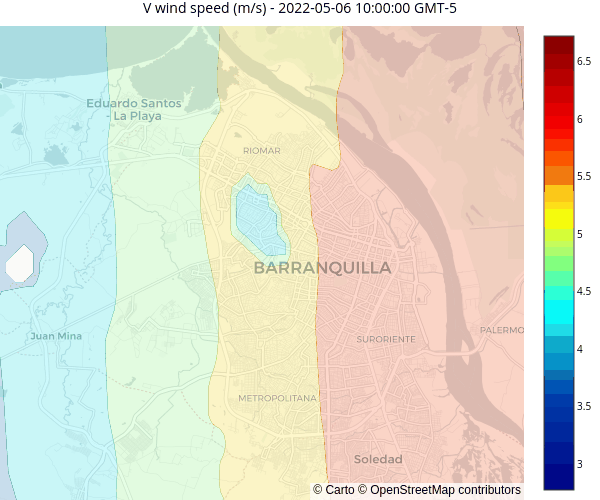 V wind speed (m/s) - 2022-05-06 10:00:00 GMT-5
6.5
6
5.5
5
4.5
4
3.5
3
Eduardo Santos
- La Playa
RIOMAR
BARRANQUILLA
Juan Mina
SURORIENTE
PALERMO
METROPOLITANA
Soledad
© Carto © OpenStreetMap contributors